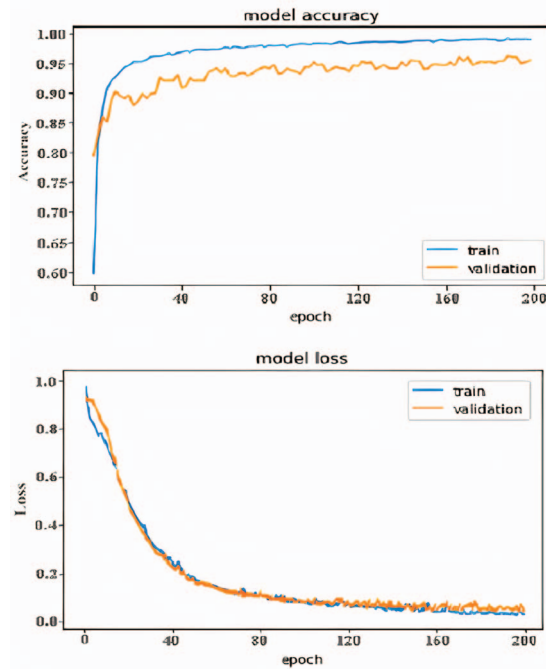 model accuracy
1.00
0.95
0.90
0.85
0.80
0.75
0.70
0.65
0.60
Accuracy
train
validation
0 40 80 120 160 200
epoch
model loss
1.0
0.8
0.6
0.4
0.2
0.0
Loss
train
validation
0 40 80 120 160 200
epoch